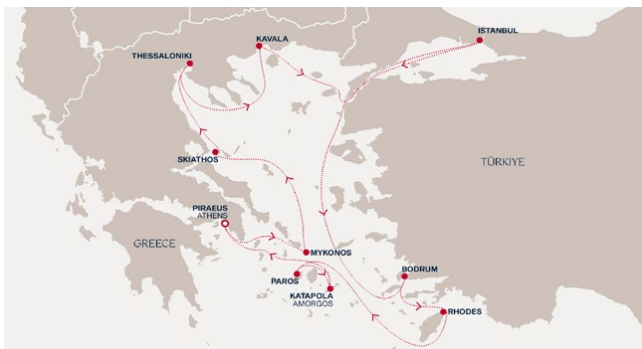 KAVALA
ISTANBUL
THESSALONIKI
SKIATHOS
TÜRKIYE
PIRAEUS
ATHENS
GREECE
MYKONOS
BODRUM
PAROS
KATAPOLA
AMORGOS
RHODES